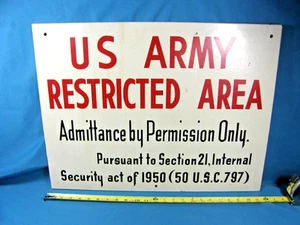 US ARMY
RESTRICTED AREA
Admittance by Permission Only.
Pursuant to Section 21, Internal
Security act of 1950 (50 U.S.C. 797)